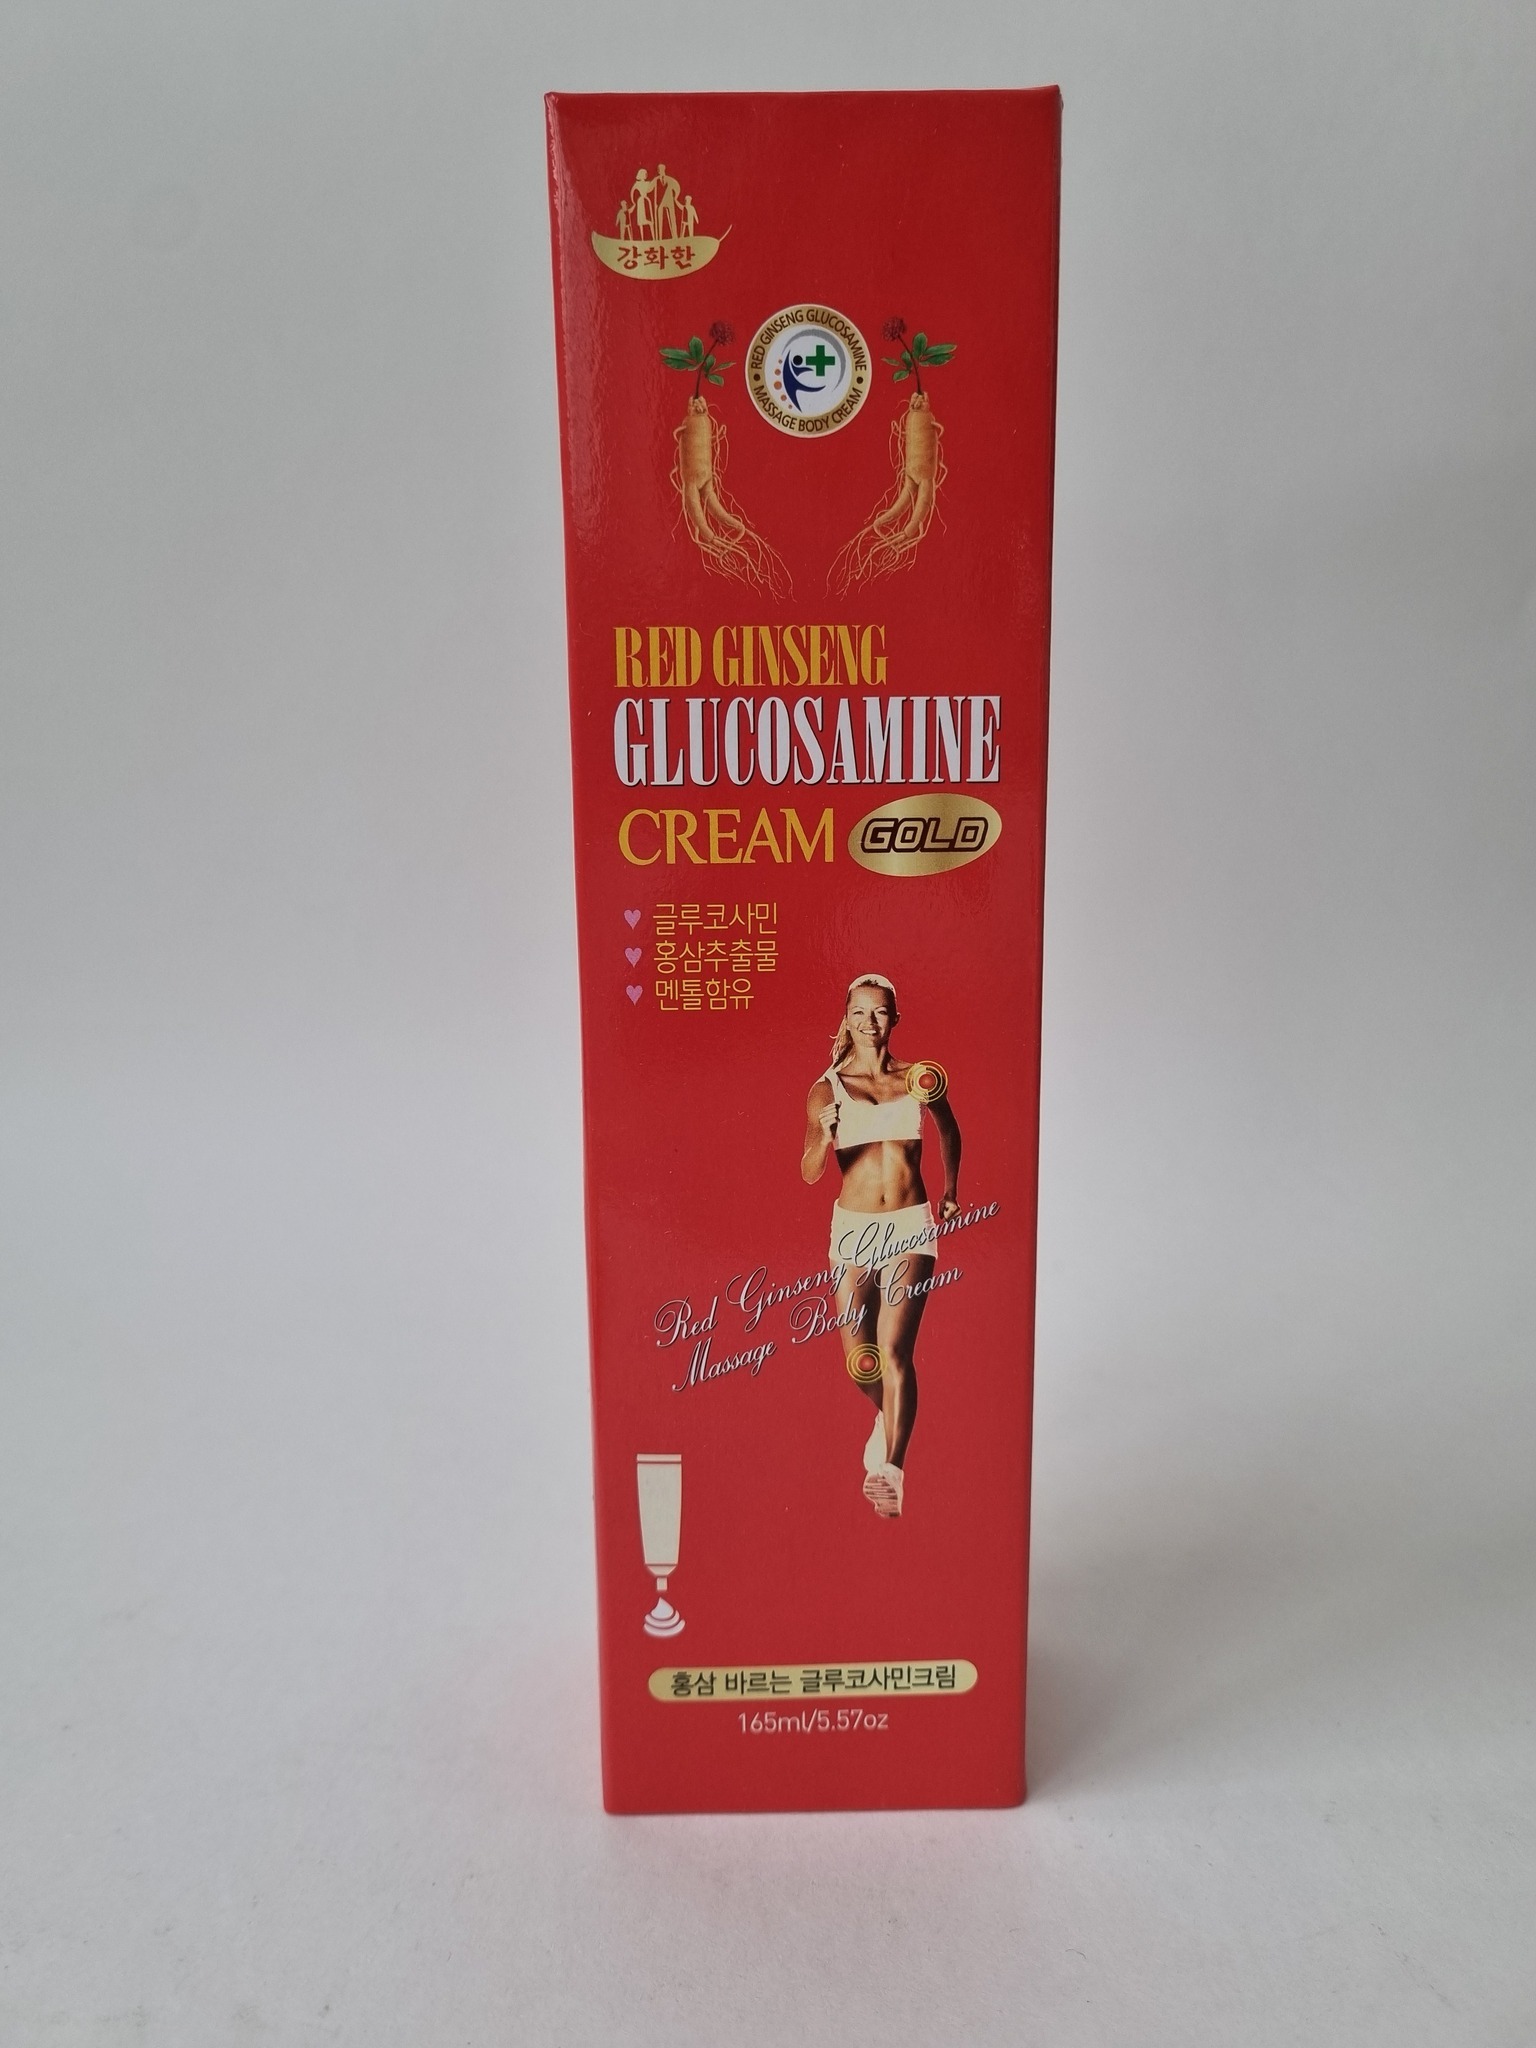 강화한
RED GINSENG GLUCOSAMINE
MASSAGE BODY CREAM
RED GINSENG
GLUCOSAMINE
CREAM GOLD
글루코사민
홍삼추출물
멘톨함유
Red Ginseng Glucosamine
Massage Body Cream
홍삼 바르는 글루코사민크림
165ml/5.57oz